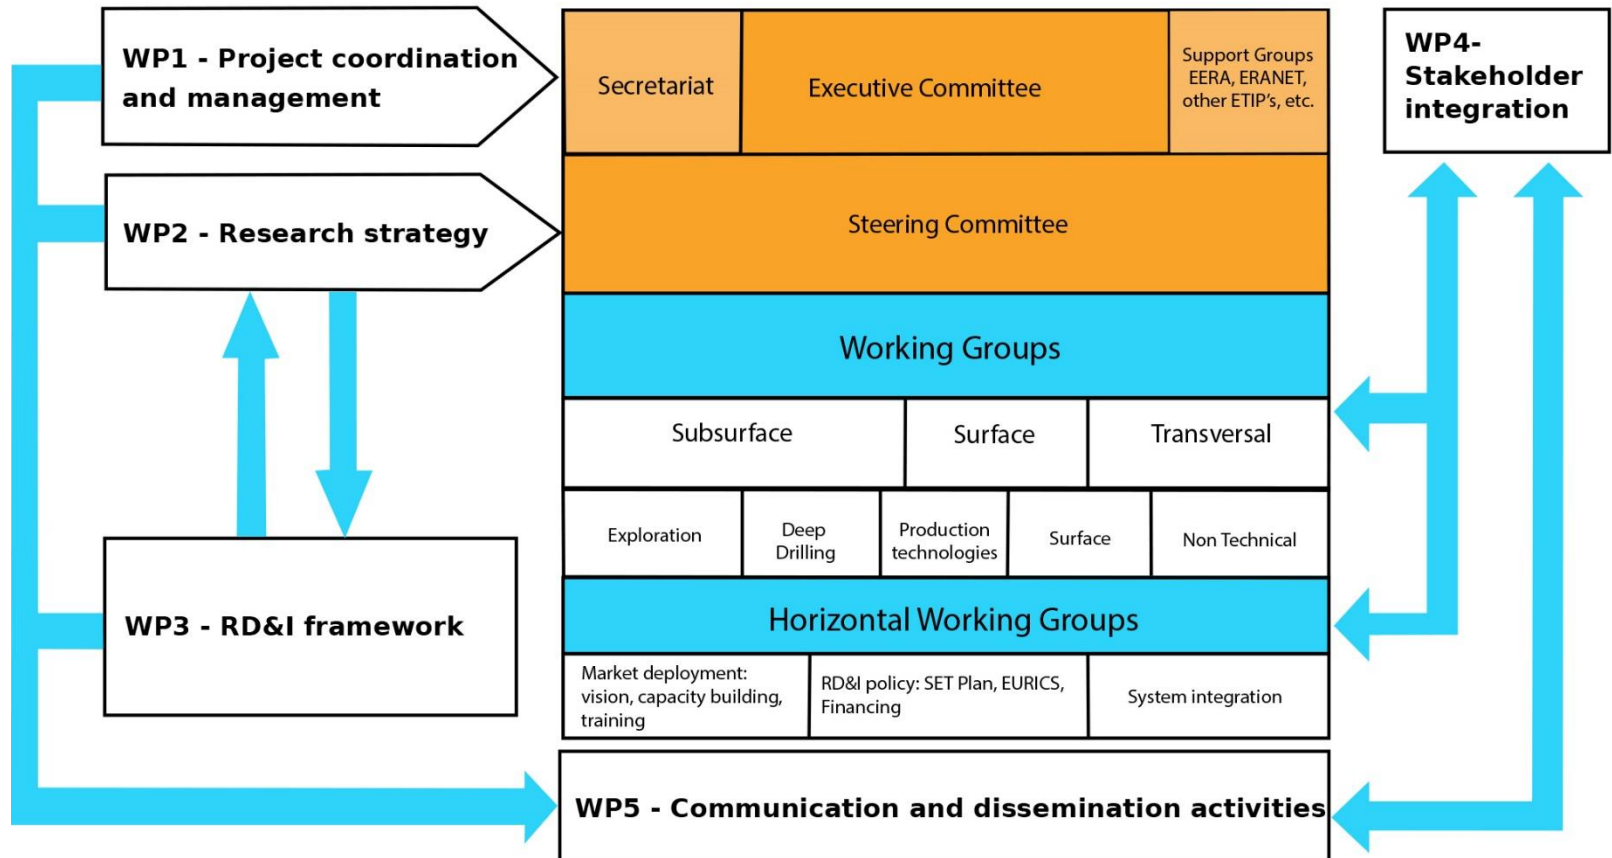 WP1 - Project coordination
and management
Secretariat
Executive Committee
Support Groups
EERA, ERANET,
other ETIP's, etc.
WP4-
Stakeholder
integration
WP2 - Research strategy
Steering Committee
Working Groups
Subsurface
Surface
Transversal
Exploration
Deep
Drilling
Production
technologies
Surface
Non Technical
WP3 - RD&I framework
Horizontal Working Groups
Market deployment:
vision, capacity building,
training
RD&I policy: SET Plan, EURICS,
Financing
System integration
WP5 - Communication and dissemination activities